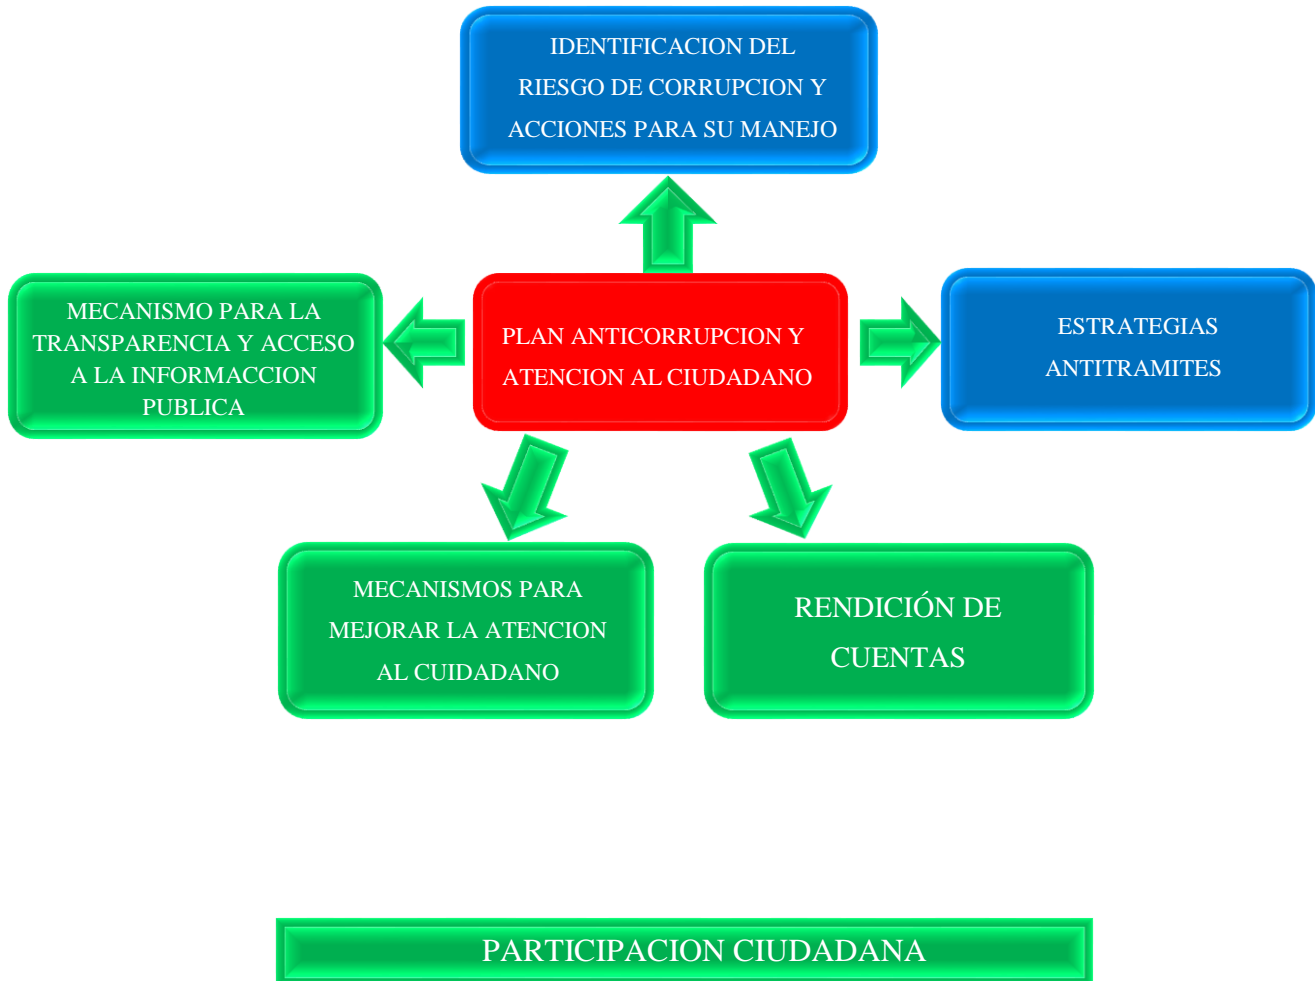 IDENTIFICACION DEL
RIESGO DE CORRUPCION Y
ACCIONES PARA SU MANEJO
MECANISMO PARA LA
TRANSPARENCIA Y ACCESO
A LA INFORMACCION
PUBLICA
PLAN ANTICORRUPCION Y
ATENCION AL CIUDADANO
ESTRATEGIAS
ANTITRAMITES
MECANISMOS PARA
MEJORAR LA ATENCION
AL CUIDADANO
RENDICIÓN DE
CUENTAS
PARTICIPACION CIUDADANA